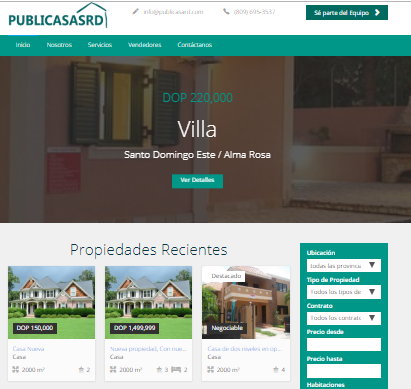 PUBLICASASRD
info@publicasard.com
(809) 695-3537
Sé parte del Equipo
Inicio Nosotros Servicios Vendedores Contáctanos
DOP 220,000
Villa
Santo Domingo Este / Alma Rosa
Ver Detalles
Propiedades Recientes
DOP 150,000
Casa Nueva
Casa
2000 m² 2
DOP 1,499,999
Nueva propiedad, Con nue...
Casa
2000 m² 3 2
Destacado
Negociable
Casa de dos niveles en op...
Casa
2000 m² 4
Ubicación
Todas las provincia
Tipo de Propiedad
Todos los tipos de
Contrato
Todos los contratos
Precio desde
Precio hasta
Habitaciones